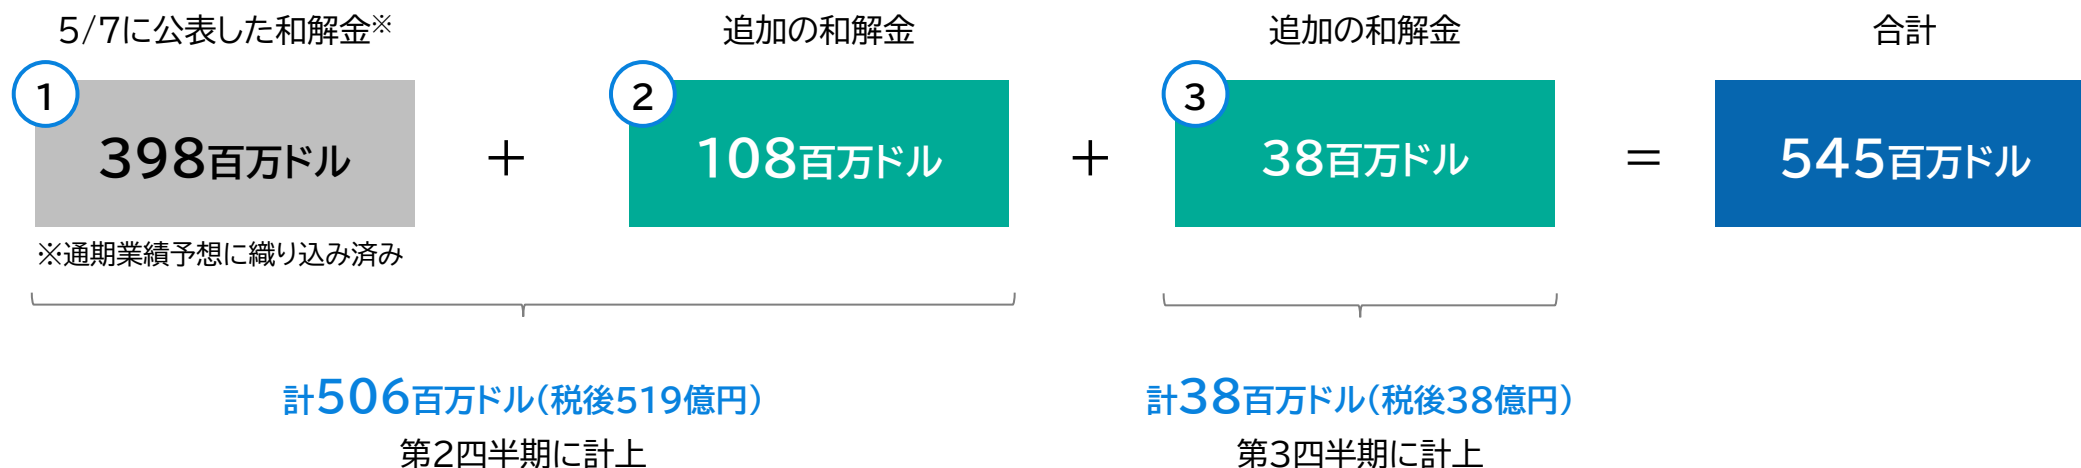 5/7に公表した和解金※
追加の和解金
追加の和解金
合計
1
398百万ドル
+
2
108百万ドル
+
3
38百万ドル
=
545百万ドル
※通期業績予想に織り込み済み
計506百万ドル(税後519億円)
第2四半期に計上
計38百万ドル(税後38億円)
第3四半期に計上